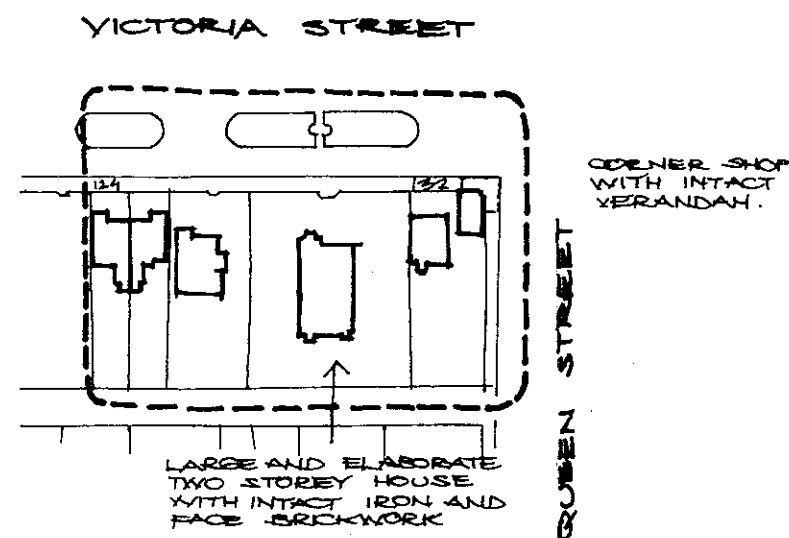 VICTORIA STREET
CORNER SHOP
WITH INTACT
VERANDAH.
124
132
QUEEN STREET
LARGE AND ELABORATE
TWO STOREY HOUSE
WITH INTACT IRON AND
FACE BRICKWORK